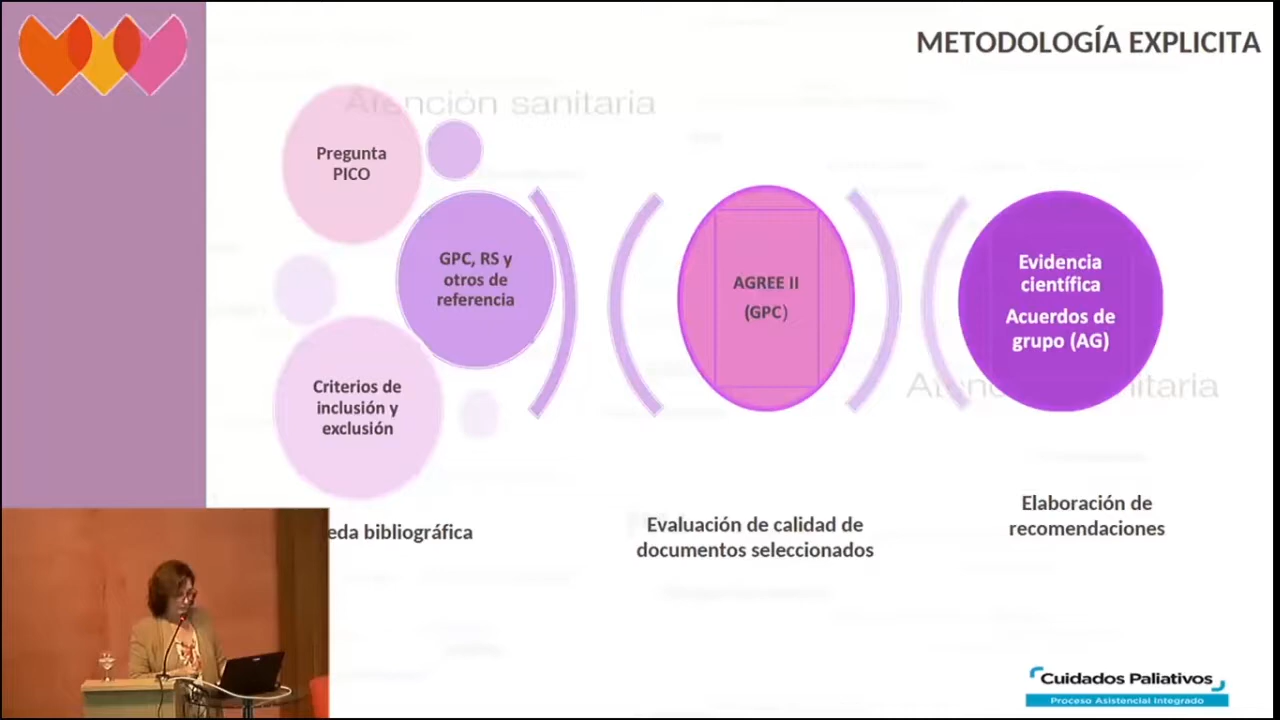 METODOLOGÍA EXPLICITA
Atención sanitaria
Pregunta
PICO
GPC, RS y
otros de
referencia
Criterios de
inclusión y
exclusión
eda bibliográfica
AGREE II
(GPC)
Evaluación de calidad de
documentos seleccionados
Evidencia
científica
Acuerdos de
grupo (AG)
Elaboración de
recomendaciones
Cuidados Paliativos
Proceso Asistencial Integrado